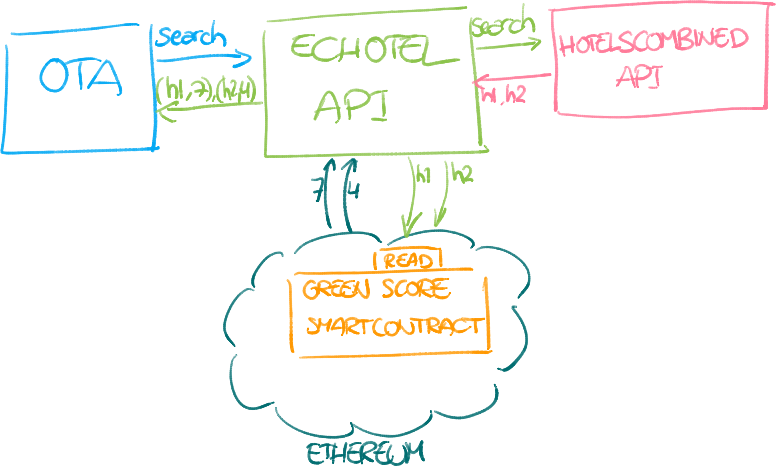 search
OTA
(h1,7),(h2,4)
ECHOTEL
API
search
h1,h2
HOTELSCOMBINED
API
7
4
h1
h2
READ
GREEN SCORE
SMARTCONTRACT
ETHEREUM